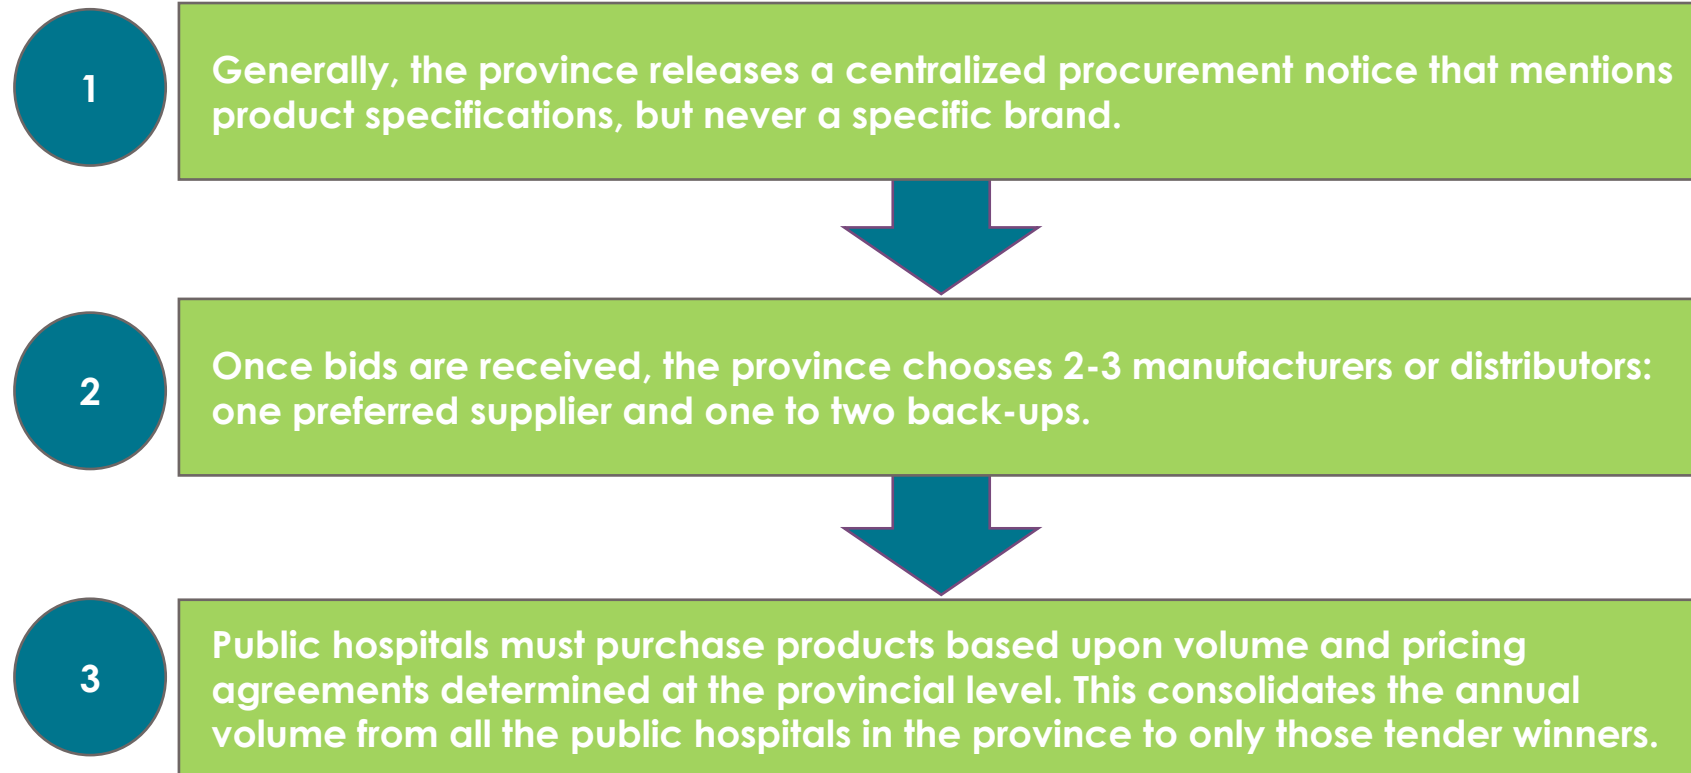 1
Generally, the province releases a centralized procurement notice that mentions
product specifications, but never a specific brand.
2
Once bids are received, the province chooses 2-3 manufacturers or distributors:
one preferred supplier and one to two back-ups.
3
Public hospitals must purchase products based upon volume and pricing
agreements determined at the provincial level. This consolidates the annual
volume from all the public hospitals in the province to only those tender winners.